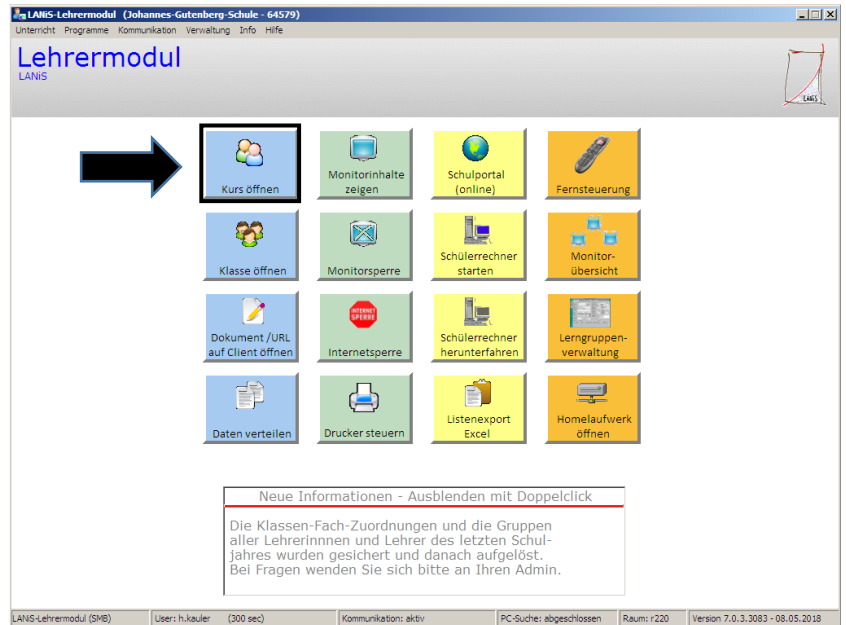 LANiS-Lehrermodul (Johannes-Gutenberg-Schule - 64579)
Unterricht Programme Kommunikation Verwaltung Info Hilfe
Lehrermodul
LANiS
LANiS
Kurs öffnen
Monitorinhalte
zeigen
Schulportal
(online)
Fernsteuerung
Klasse öffnen
Monitorsperre
Schülerrechner
starten
Monitor-
übersicht
Dokument /URL
auf Client öffnen
INTERNET
SPERRE
Internetsperre
Schülerrechner
herunterfahren
Lerngruppen-
verwaltung
Daten verteilen
Drucker steuern
Listenexport
Excel
Homelaufwerk
öffnen
Neue Informationen - Ausblenden mit Doppelclick
Die Klassen-Fach-Zuordnungen und die Gruppen
aller Lehrerinnnen und Lehrer des letzten Schul-
jahres wurden gesichert und danach aufgelöst.
Bei Fragen wenden Sie sich bitte an Ihren Admin.
LANiS-Lehrermodul (SMB) User: h.kauler (300 sec) Kommunikation: aktiv PC-Suche: abgeschlossen Raum: r220 Version 7.0.3.3083 - 08.05.2018